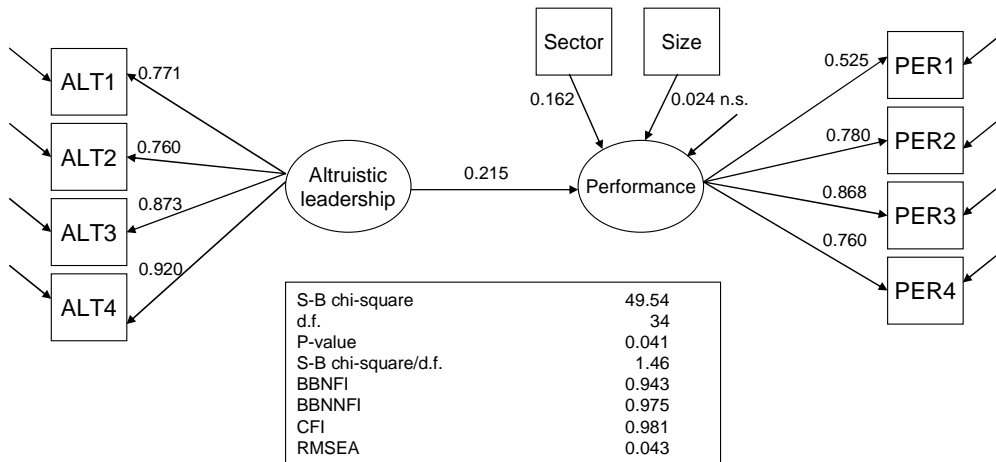 Sector Size
ALT1 0.771 0.162 0.024 n.s. 0.525 PER1
ALT2 0.760 0.780 PER2
Altruistic
leadership
0.215
Performance
ALT3 0.873 0.868 PER3
ALT4 0.920 0.760 PER4
S-B chi-square 49.54
d.f. 34
P-value 0.041
S-B chi-square/d.f. 1.46
BBNFI 0.943
BBNNFI 0.975
CFI 0.981
RMSEA 0.043